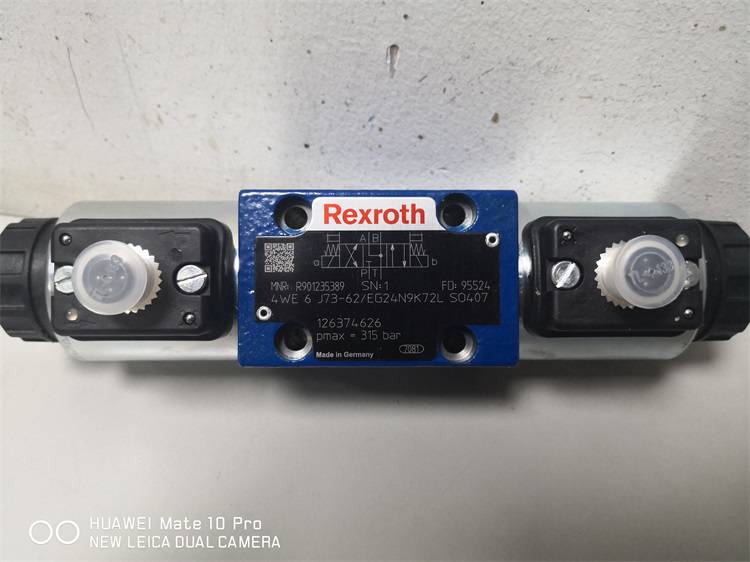 Rexroth
A B
a b
P T
MNR: R901235389 SN: 1 FD: 95524
4WE 6 J73-62/EG24N9K72L SO407
126374626
pmax = 315 bar
Made in Germany 7081
HUAWEI Mate 10 Pro
NEW LEICA DUAL CAMERA